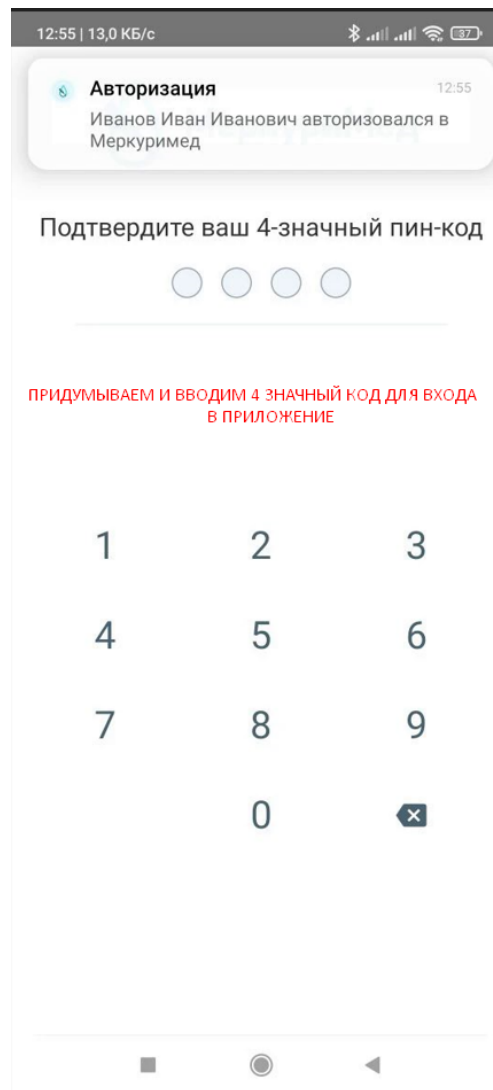 12:55 | 13,0 КБ/с
37
Авторизация
12:55
Иванов Иван Иванович авторизовался в
Меркуримед
Подтвердите ваш 4-значный пин-код
ПРИДУМЫВАЕМ И ВВОДИМ 4 ЗНАЧНЫЙ КОД ДЛЯ ВХОДА
В ПРИЛОЖЕНИЕ
1 2 3
4 5 6
7 8 9
0